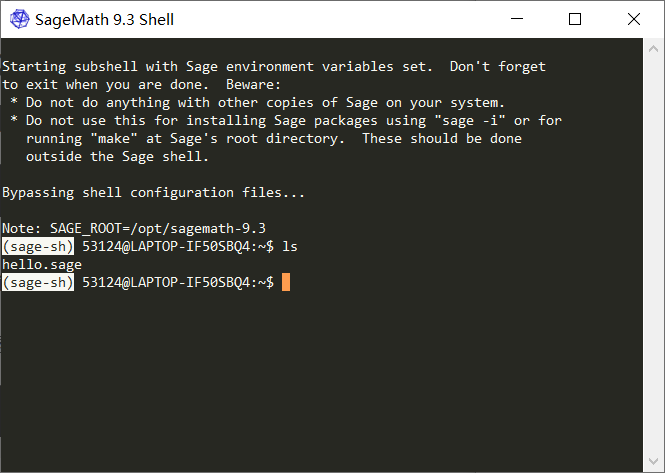 SageMath 9.3 Shell
Starting subshell with Sage environment variables set.  Don't forget
to exit when you are done.  Beware:
 * Do not do anything with other copies of Sage on your system.
 * Do not use this for installing Sage packages using "sage -i" or for
   running "make" at Sage's root directory.  These should be done
   outside the Sage shell.
Bypassing shell configuration files...
Note: SAGE_ROOT=/opt/sagemath-9.3
(sage-sh) 53124@LAPTOP-IF50SBQ4:~$ ls
hello.sage
(sage-sh) 53124@LAPTOP-IF50SBQ4:~$